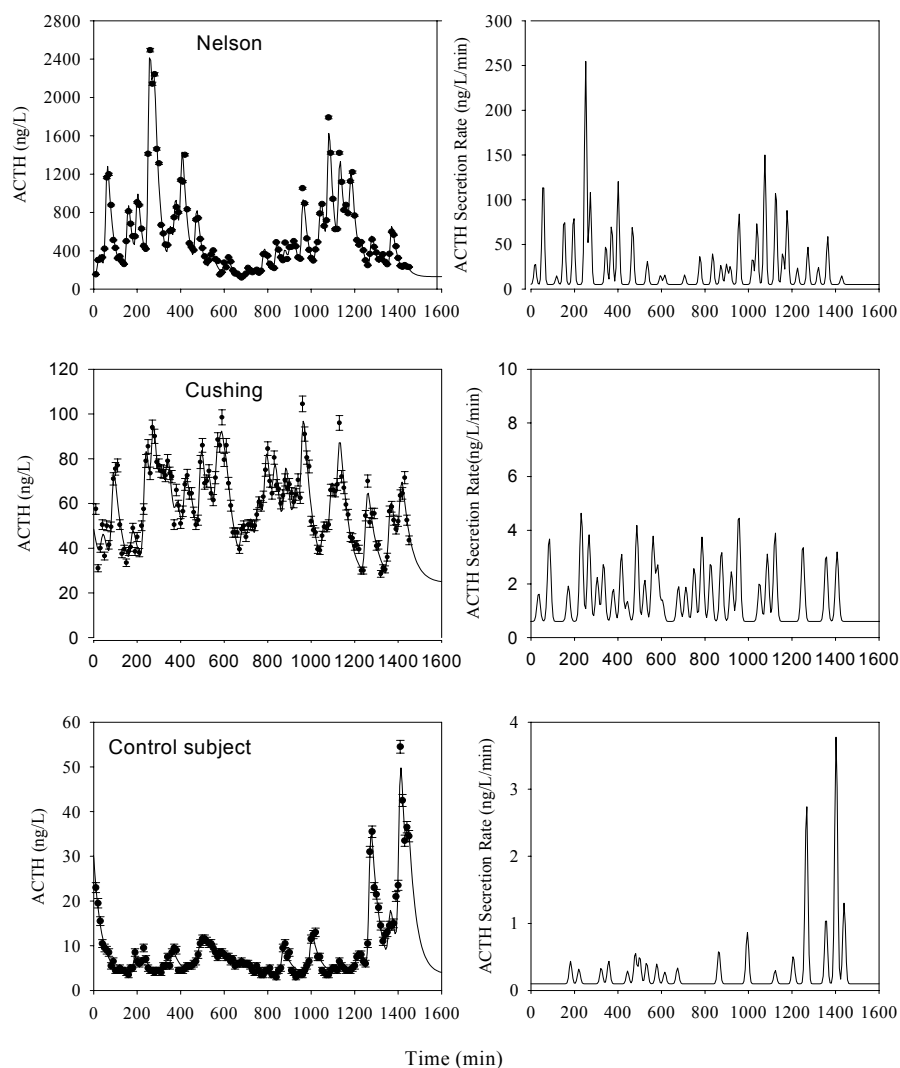 Nelson
ACTH (ng/L)
2800
2400
2000
1600
1200
800
400
0
0 200 400 600 800 1000 1200 1400 1600
ACTH Secretion Rate (ng/L/min)
300
250
200
150
100
50
0
0 200 400 600 800 1000 1200 1400 1600
Cushing
ACTH (ng/L)
120
100
80
60
40
20
0
0 200 400 600 800 1000 1200 1400 1600
ACTH Secretion Rate(ng/L/min)
10
8
6
4
2
0
0 200 400 600 800 1000 1200 1400 1600
Control subject
ACTH (ng/L)
60
50
40
30
20
10
0
0 200 400 600 800 1000 1200 1400 1600
ACTH Secretion Rate (ng/L/min)
4
3
2
1
0
0 200 400 600 800 1000 1200 1400 1600
Time (min)